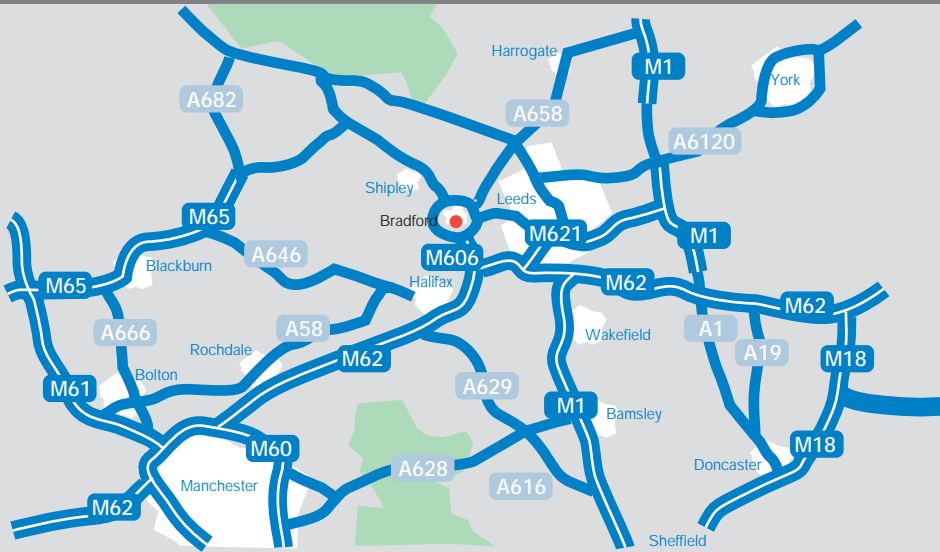 Harrogate
M1
York
A682
A658
A6120
Shipley
Leeds
Bradford
M65
M621
M1
A646
M606
Blackburn
Halifax
M62
M65
M62
A666
A58
A1
Wakefield
Rochdale
M62
A19
M18
Bolton
M61
A629
M1
Bamsley
M60
M18
Doncaster
A628
Manchester
A616
M62
Sheffield